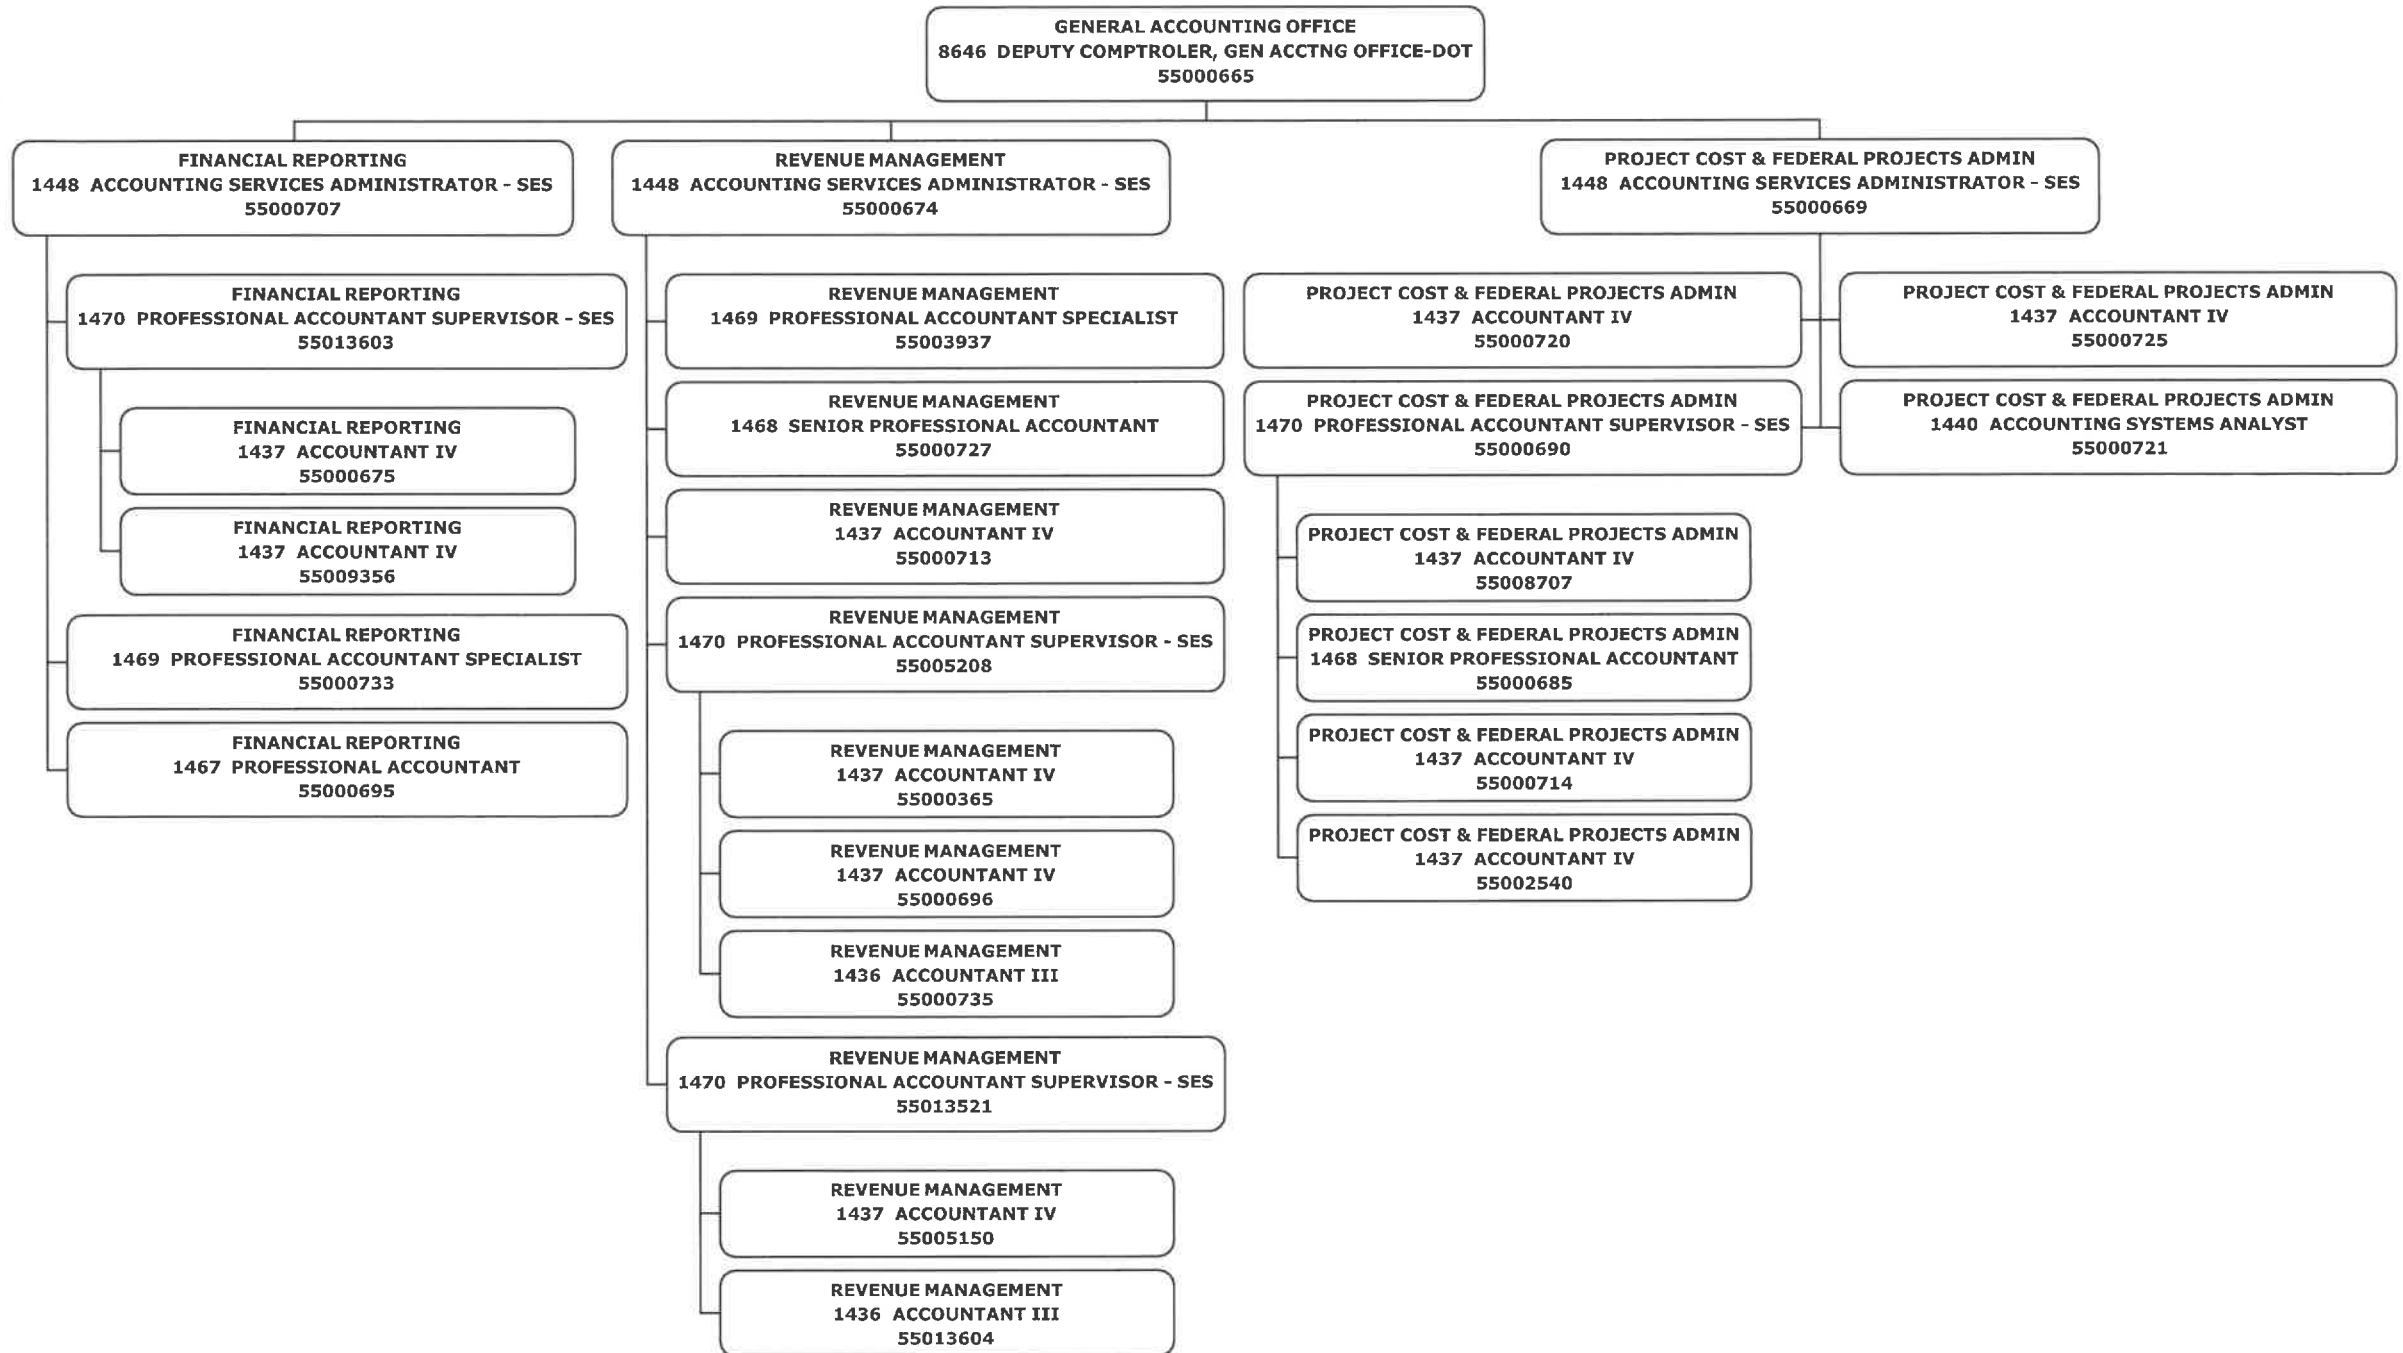 GENERAL ACCOUNTING OFFICE
8646 DEPUTY COMPTROLER, GEN ACCTNG OFFICE-DOT
55000665
FINANCIAL REPORTING
1448 ACCOUNTING SERVICES ADMINISTRATOR - SES
55000707
FINANCIAL REPORTING
1470 PROFESSIONAL ACCOUNTANT SUPERVISOR - SES
55013603
FINANCIAL REPORTING
1437 ACCOUNTANT IV
55000675
FINANCIAL REPORTING
1437 ACCOUNTANT IV
55009356
FINANCIAL REPORTING
1469 PROFESSIONAL ACCOUNTANT SPECIALIST
55000733
FINANCIAL REPORTING
1467 PROFESSIONAL ACCOUNTANT
55000695
REVENUE MANAGEMENT
1448 ACCOUNTING SERVICES ADMINISTRATOR - SES
55000674
REVENUE MANAGEMENT
1469 PROFESSIONAL ACCOUNTANT SPECIALIST
55003937
REVENUE MANAGEMENT
1468 SENIOR PROFESSIONAL ACCOUNTANT
55000727
REVENUE MANAGEMENT
1437 ACCOUNTANT IV
55000713
REVENUE MANAGEMENT
1470 PROFESSIONAL ACCOUNTANT SUPERVISOR - SES
55005208
REVENUE MANAGEMENT
1437 ACCOUNTANT IV
55000365
REVENUE MANAGEMENT
1437 ACCOUNTANT IV
55000696
REVENUE MANAGEMENT
1436 ACCOUNTANT III
55000735
REVENUE MANAGEMENT
1470 PROFESSIONAL ACCOUNTANT SUPERVISOR - SES
55013521
REVENUE MANAGEMENT
1437 ACCOUNTANT IV
55005150
REVENUE MANAGEMENT
1436 ACCOUNTANT III
55013604
PROJECT COST & FEDERAL PROJECTS ADMIN
1448 ACCOUNTING SERVICES ADMINISTRATOR - SES
55000669
PROJECT COST & FEDERAL PROJECTS ADMIN
1437 ACCOUNTANT IV
55000720
PROJECT COST & FEDERAL PROJECTS ADMIN
1437 ACCOUNTANT IV
55000725
PROJECT COST & FEDERAL PROJECTS ADMIN
1470 PROFESSIONAL ACCOUNTANT SUPERVISOR - SES
55000690
PROJECT COST & FEDERAL PROJECTS ADMIN
1440 ACCOUNTING SYSTEMS ANALYST
55000721
PROJECT COST & FEDERAL PROJECTS ADMIN
1437 ACCOUNTANT IV
55008707
PROJECT COST & FEDERAL PROJECTS ADMIN
1468 SENIOR PROFESSIONAL ACCOUNTANT
55000685
PROJECT COST & FEDERAL PROJECTS ADMIN
1437 ACCOUNTANT IV
55000714
PROJECT COST & FEDERAL PROJECTS ADMIN
1437 ACCOUNTANT IV
55002540